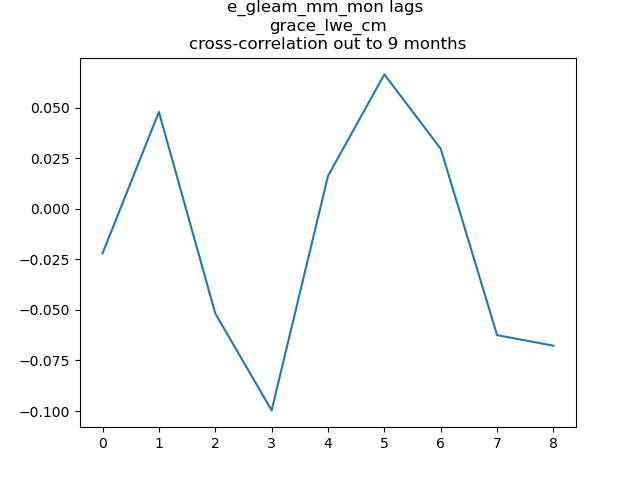 e_gleam_mm_mon lags
grace_lwe_cm
cross-correlation out to 9 months
0.050
0.025
0.000
−0.025
−0.050
−0.075
−0.100
0 1 2 3 4 5 6 7 8